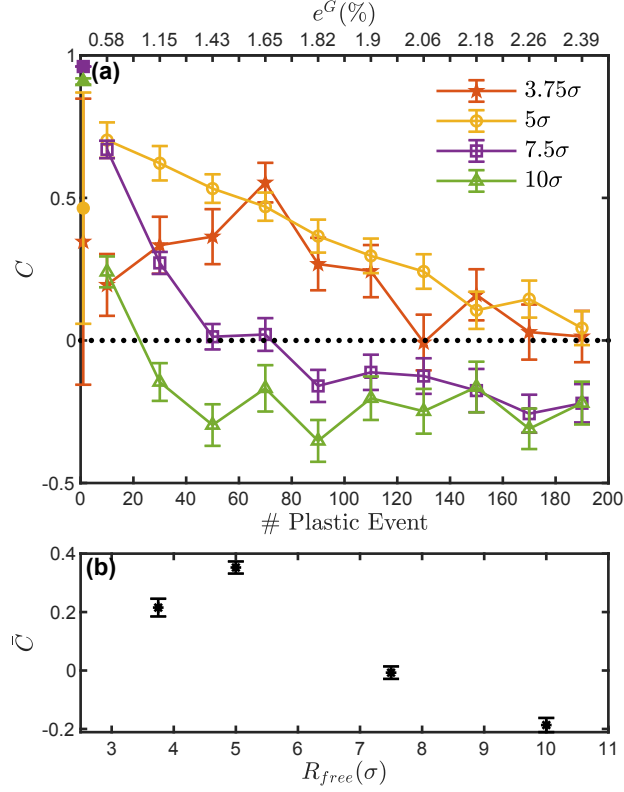 e^G(%)
0.58 1.15 1.43 1.65 1.82 1.9 2.06 2.18 2.26 2.39
(a)
3.75σ
5σ
7.5σ
10σ
1
0.5
0
-0.5
C
0 20 40 60 80 100 120 140 160 180 200
# Plastic Event
(b)
0.4
0.2
0
-0.2
C̄
3 4 5 6 7 8 9 10 11
R_{free}(σ)